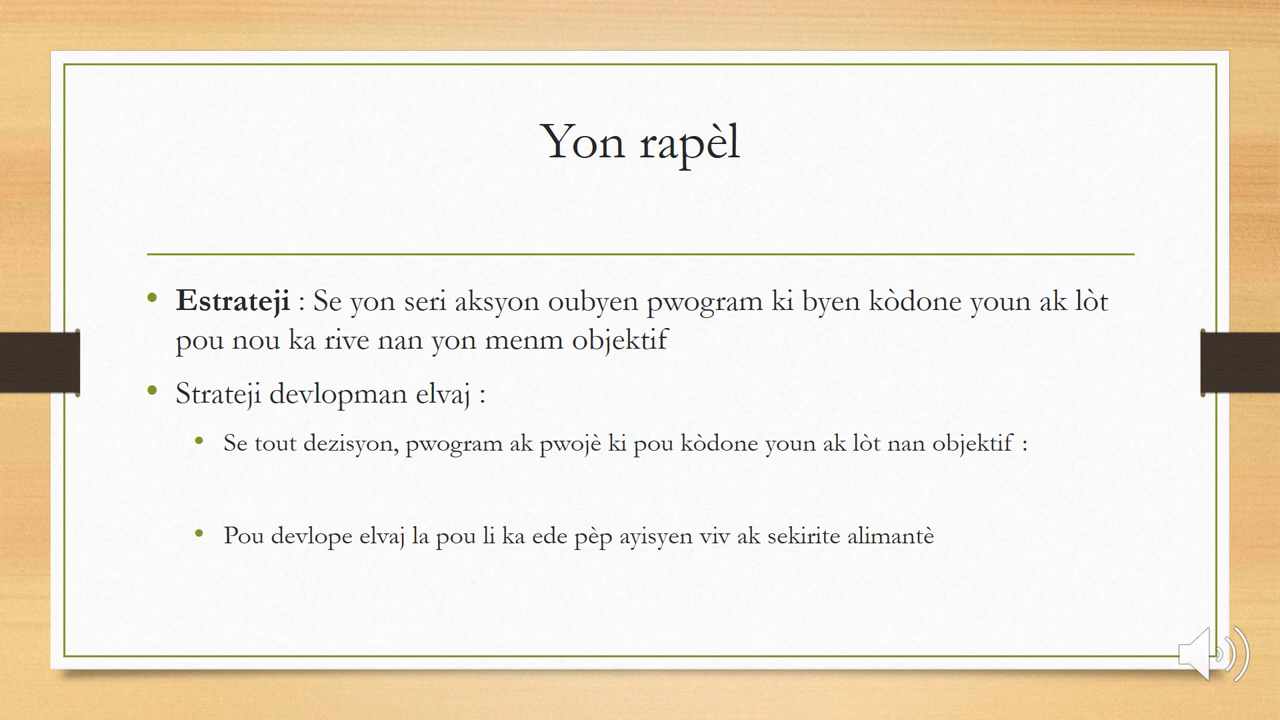 Yon rapèl
• Estrateji : Se yon seri aksyon oubyen pwogram ki byen kòdone youn ak lòt
pou nou ka rive nan yon menm objektif
• Strateji devlopman elvaj :
• Se tout dezisyon, pwogram ak pwojè ki pou kòdone youn ak lòt nan objektif :
• Pou devlope elvaj la pou li ka ede pèp ayisyen viv ak sekirite alimantè